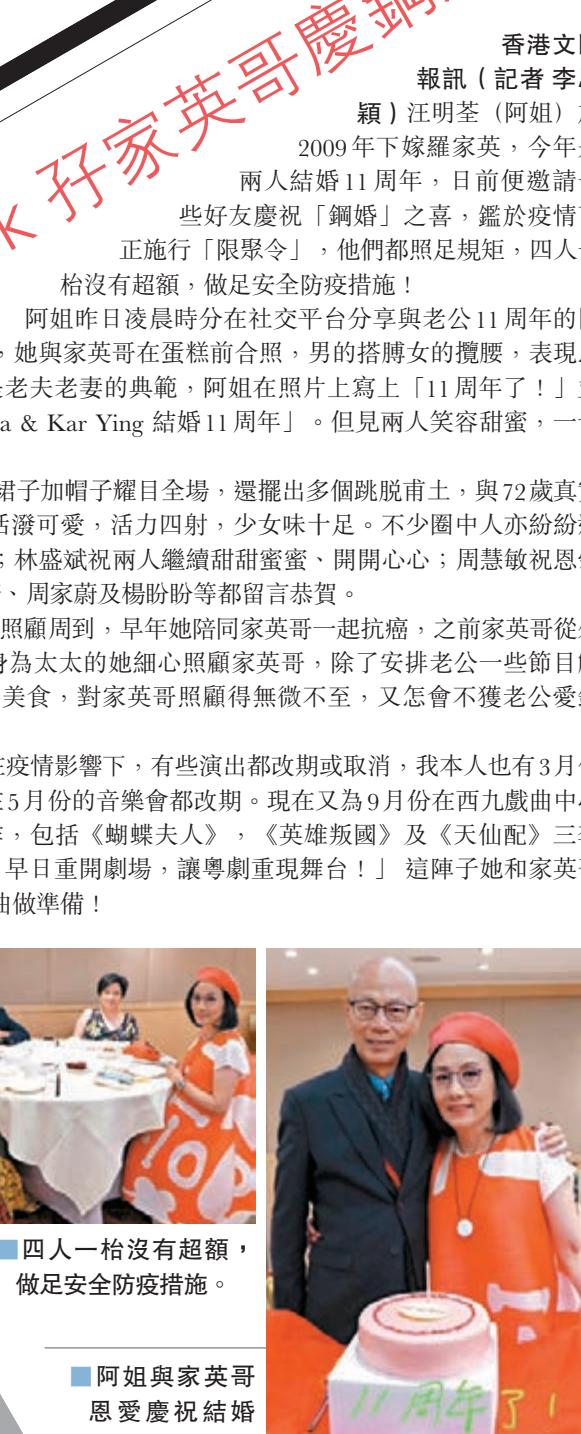 孖家英哥慶鋼
香港文
報訊（記者 李
穎）汪明荃（阿姐）
2009年下嫁羅家英，今年
兩人結婚11周年，日前便邀請
些好友慶祝「鋼婚」之喜，鑑於疫情
正施行「限聚令」，他們都照足規矩，四人
枱沒有超額，做足安全防疫措施！
阿姐昨日凌晨時分在社交平台分享與老公11周年的
，她與家英哥在蛋糕前合照，男的搭膊女的攬腰，表現
老夫老妻的典範，阿姐在照片上寫上「11周年了！」
a & Kar Ying 結婚11周年」。但見兩人笑容甜蜜，一
裙子加帽子耀目全場，還擺出多個跳脫甫士，與72歲真
活潑可愛，活力四射，少女味十足。不少圈中人亦紛紛
；林盛斌祝兩人繼續甜甜蜜蜜、開開心心；周慧敏祝恩
、周家蔚及楊盼盼等都留言恭賀。
照顧周到，早年她陪同家英哥一起抗癌，之前家英哥從
身為太太的她細心照顧家英哥，除了安排老公一些節目
美食，對家英哥照顧得無微不至，又怎會不獲老公愛
在疫情影響下，有些演出都改期或取消，我本人也有3月
在5月份的音樂會都改期。現在又為9月份在西九戲曲中
，包括《蝴蝶夫人》，《英雄叛國》及《天仙配》三
早日重開劇場，讓粵劇重現舞台！」 這陣子她和家英
曲做準備！
■四人一枱沒有超額，
做足安全防疫措施。
■阿姐與家英哥
恩愛慶祝結婚
11周年了！